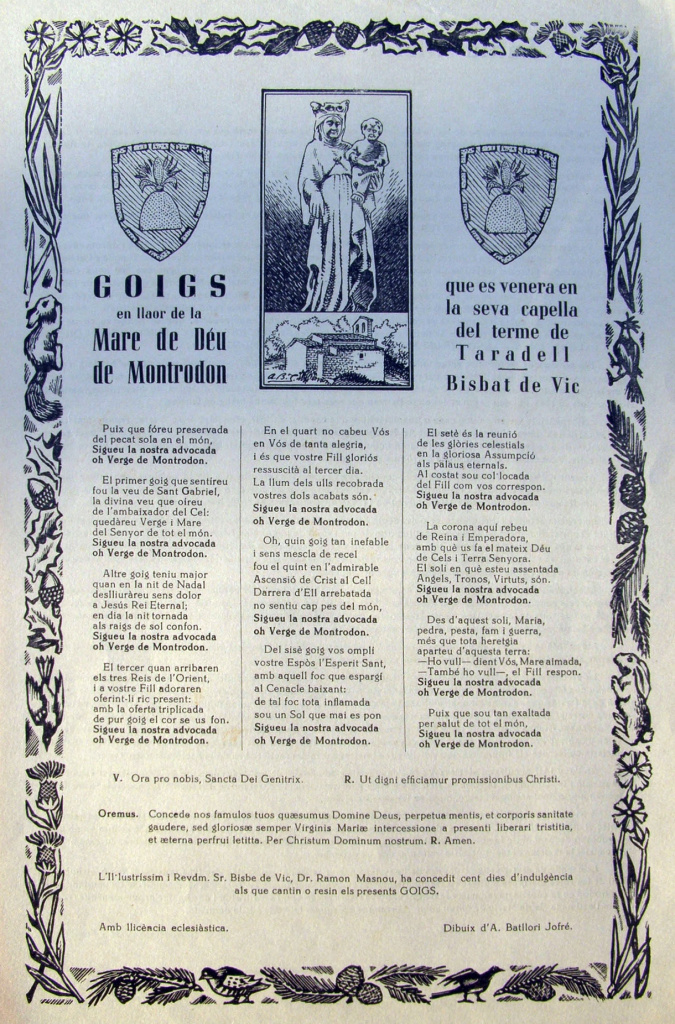 GOIGS
en llaor de la
Mare de Déu
de Montrodon
que es venera en
la seva capella
del terme de
Taradell
Bisbat de Vic
Puix que fóreu preservada
del pecat sola en el món,
Sigueu la nostra advocada
oh Verge de Montrodon.
El primer goig que sentireu
fou la veu de Sant Gabriel,
la divina veu que oíreu
de l'ambaixador del Cel:
quedàreu Verge i Mare
del Senyor de tot el món.
Sigueu la nostra advocada
oh Verge de Montrodon.
Altre goig teniu major
quan en la nit de Nadal
deslliuràreu sens dolor
a Jesús Rei Eternal;
en dia la nit tornada
als raigs de sol confon.
Sigueu la nostra advocada
oh Verge de Montrodon.
El tercer quan arribaren
els tres Reis de l'Orient,
i a vostre Fill adoraren
oferint-li ric present:
amb la oferta triplicada
de pur goig el cor se us fon.
Sigueu la nostra advocada
oh Verge de Montrodon.
En el quart no cabeu Vós
en Vós de tanta alegria,
i és que vostre Fill gloriós
ressuscità al tercer dia.
La llum dels ulls recobrada
vostres dols acabats són.
Sigueu la nostra advocada
oh Verge de Montrodon.
Oh, quin goig tan inefable
i sens mescla de recel
fou el quint en l'admirable
Ascensió de Crist al Cel!
Darrera d'Ell arrebatada
no sentiu cap pes del món,
Sigueu la nostra advocada
oh Verge de Montrodon.
Del sisè goig vos omplí
vostre Espòs l'Esperit Sant,
amb aquell foc que espargí
al Cenacle baixant:
de tal foc tota inflamada
sou un Sol que mai es pon
Sigueu la nostra advocada
oh Verge de Montrodon.
El setè és la reunió
de les glòries celestials
en la gloriosa Assumpció
als palaus eternals.
Al costat sou col·locada
del Fill com vos correspon.
Sigueu la nostra advocada
oh Verge de Montrodon.
La corona aquí rebeu
de Reina i Emperadora,
amb què us fa el mateix Déu
de Cels i Terra Senyora.
El soli en què esteu assentada
Angels, Tronos, Virtuts, són.
Sigueu la nostra advocada
oh Verge de Montrodon.
Des d'aquest soli, Maria,
pedra, pesta, fam i guerra,
més que tota heretgia
aparteu d'aquesta terra:
—Ho vull— dient Vós, Mare aimada,
—També ho vull—, el Fill respon.
Sigueu la nostra advocada
oh Verge de Montrodon.
Puix que sou tan exaltada
per salut de tot el món,
Sigueu la nostra advocada
oh Verge de Montrodon.
V. Ora pro nobis, Sancta Dei Genitrix. R. Ut digni efficiamur promissionibus Christi.
Oremus. Concede nos famulos tuos quæsumus Domine Deus, perpetua mentis, et corporis sanitate
gaudere, sed gloriosæ semper Virginis Mariæ intercessione a presenti liberari tristitia,
et æterna perfrui letitta. Per Christum Dominum nostrum. R. Amen.
L'Il·lustríssim i Revdm. Sr. Bisbe de Vic, Dr. Ramon Masnou, ha concedit cent dies d'indulgència
als que cantin o resin els presents GOIGS.
Amb llicència eclesiàstica.
Dibuix d'A. Batllori Jofré.